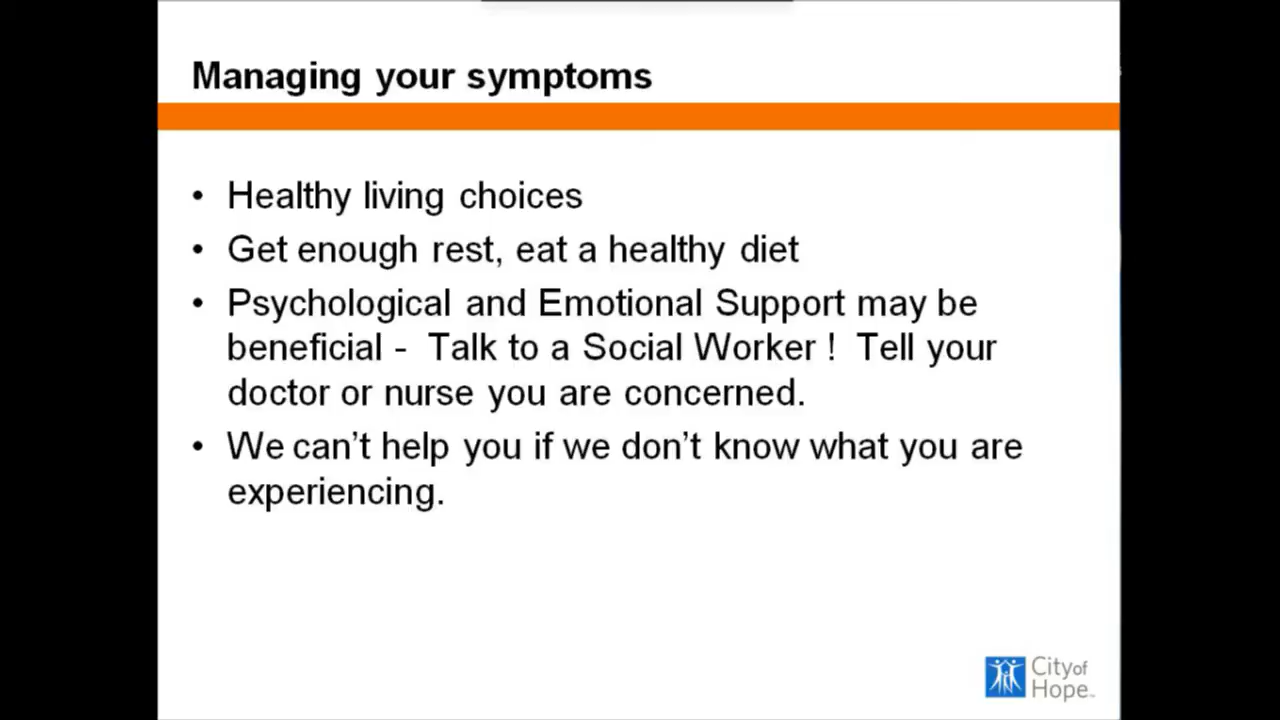 Managing your symptoms
• Healthy living choices
• Get enough rest, eat a healthy diet
• Psychological and Emotional Support may be
beneficial - Talk to a Social Worker ! Tell your
doctor or nurse you are concerned.
• We can’t help you if we don’t know what you are
experiencing.
City of
Hope™